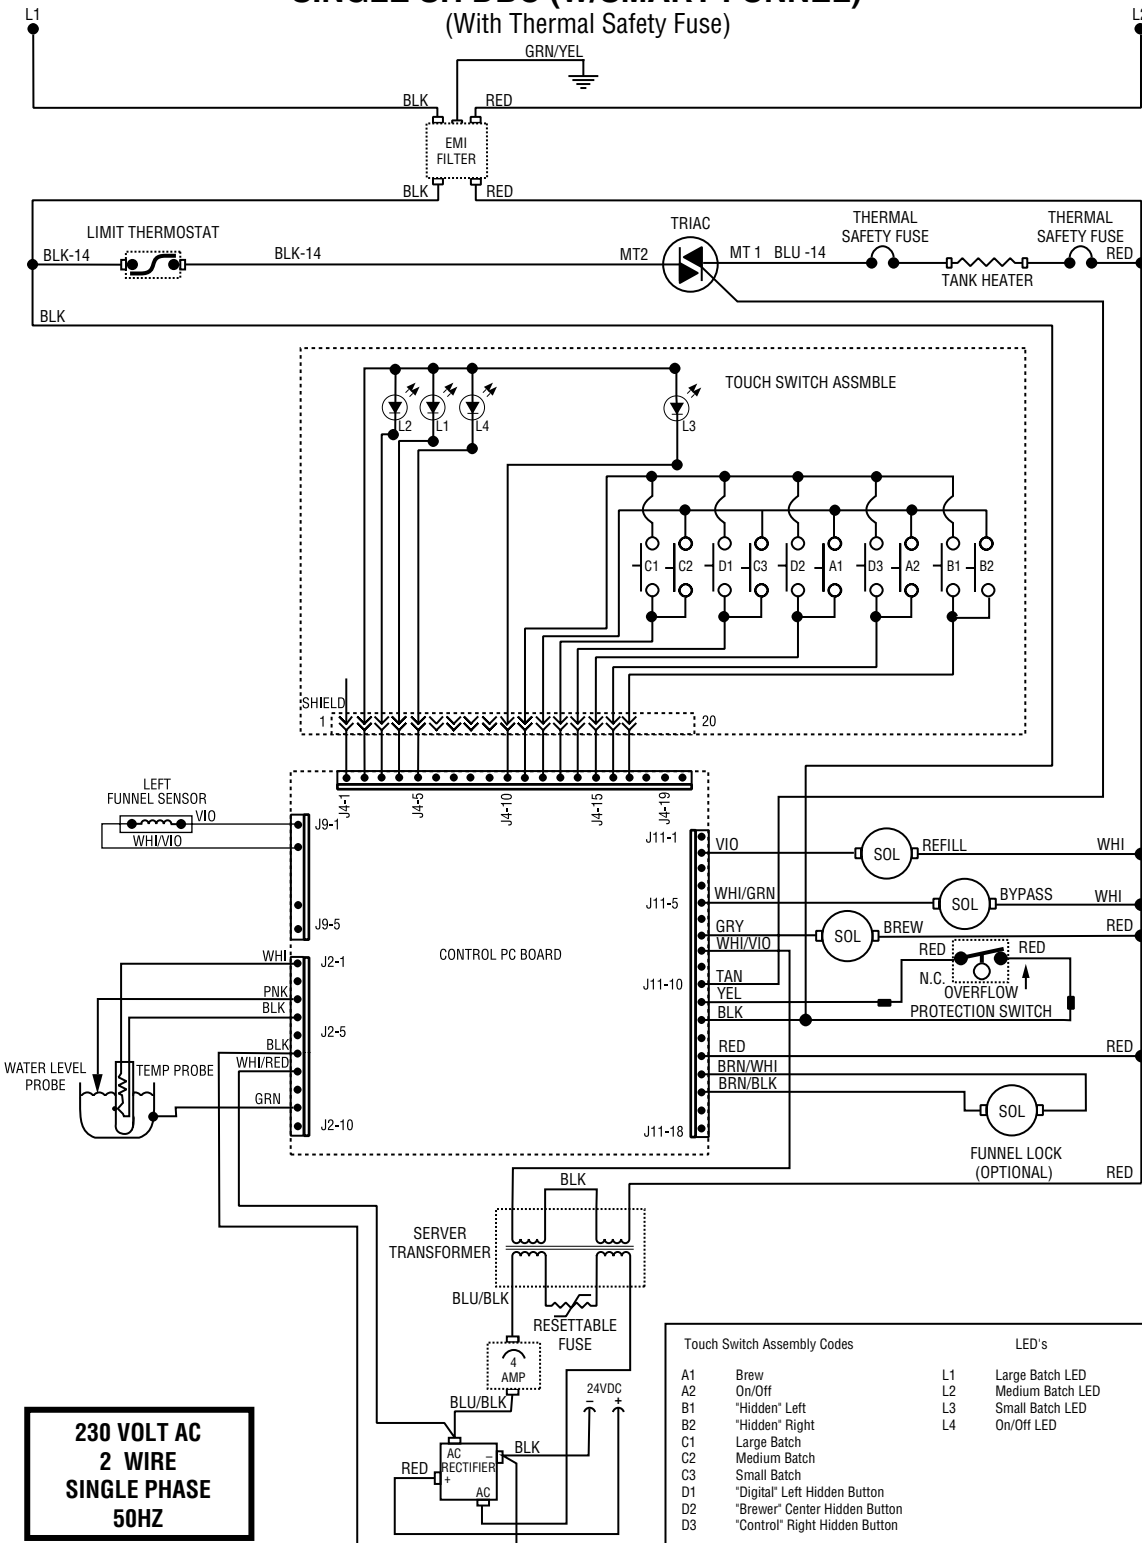 (With Thermal Safety Fuse)
L1
GRN/YEL
BLK
RED
EMI
FILTER
BLK
RED
LIMIT THERMOSTAT
BLK-14
BLK-14
TRIAC
MT2
MT 1
BLU -14
THERMAL
SAFETY FUSE
TANK HEATER
THERMAL
SAFETY FUSE
RED
BLK
TOUCH SWITCH ASSMBLE
L2
L1
L4
L3
C1
C2
D1
C3
D2
A1
D3
A2
B1
B2
SHIELD
1
20
J4-1
J4-5
J4-10
J4-15
J4-19
LEFT
FUNNEL SENSOR
VIO
WHI/VIO
J9-1
J9-5
CONTROL PC BOARD
J11-1
VIO
SOL
REFILL
WHI
J11-5
WHI/GRN
SOL
BYPASS
WHI
GRY
SOL
BREW
RED
WHI/VIO
RED
RED
N.C.
OVERFLOW
PROTECTION SWITCH
J11-10
TAN
YEL
BLK
RED
RED
BRN/WHI
BRN/BLK
SOL
J11-18
FUNNEL LOCK
(OPTIONAL)
RED
WHI
J2-1
PNK
BLK
J2-5
BLK
WHI/RED
GRN
J2-10
WATER LEVEL
PROBE
TEMP PROBE
BLK
SERVER
TRANSFORMER
BLU/BLK
RESETTABLE
FUSE
4
AMP
BLU/BLK
24VDC
-
+
BLK
AC
RECTIFIER
-
+
AC
RED
230 VOLT AC
2 WIRE
SINGLE PHASE
50HZ
Touch Switch Assembly Codes
A1 Brew
A2 On/Off
B1 "Hidden" Left
B2 "Hidden" Right
C1 Large Batch
C2 Medium Batch
C3 Small Batch
D1 "Digital" Left Hidden Button
D2 "Brewer" Center Hidden Button
D3 "Control" Right Hidden Button
LED's
L1 Large Batch LED
L2 Medium Batch LED
L3 Small Batch LED
L4 On/Off LED